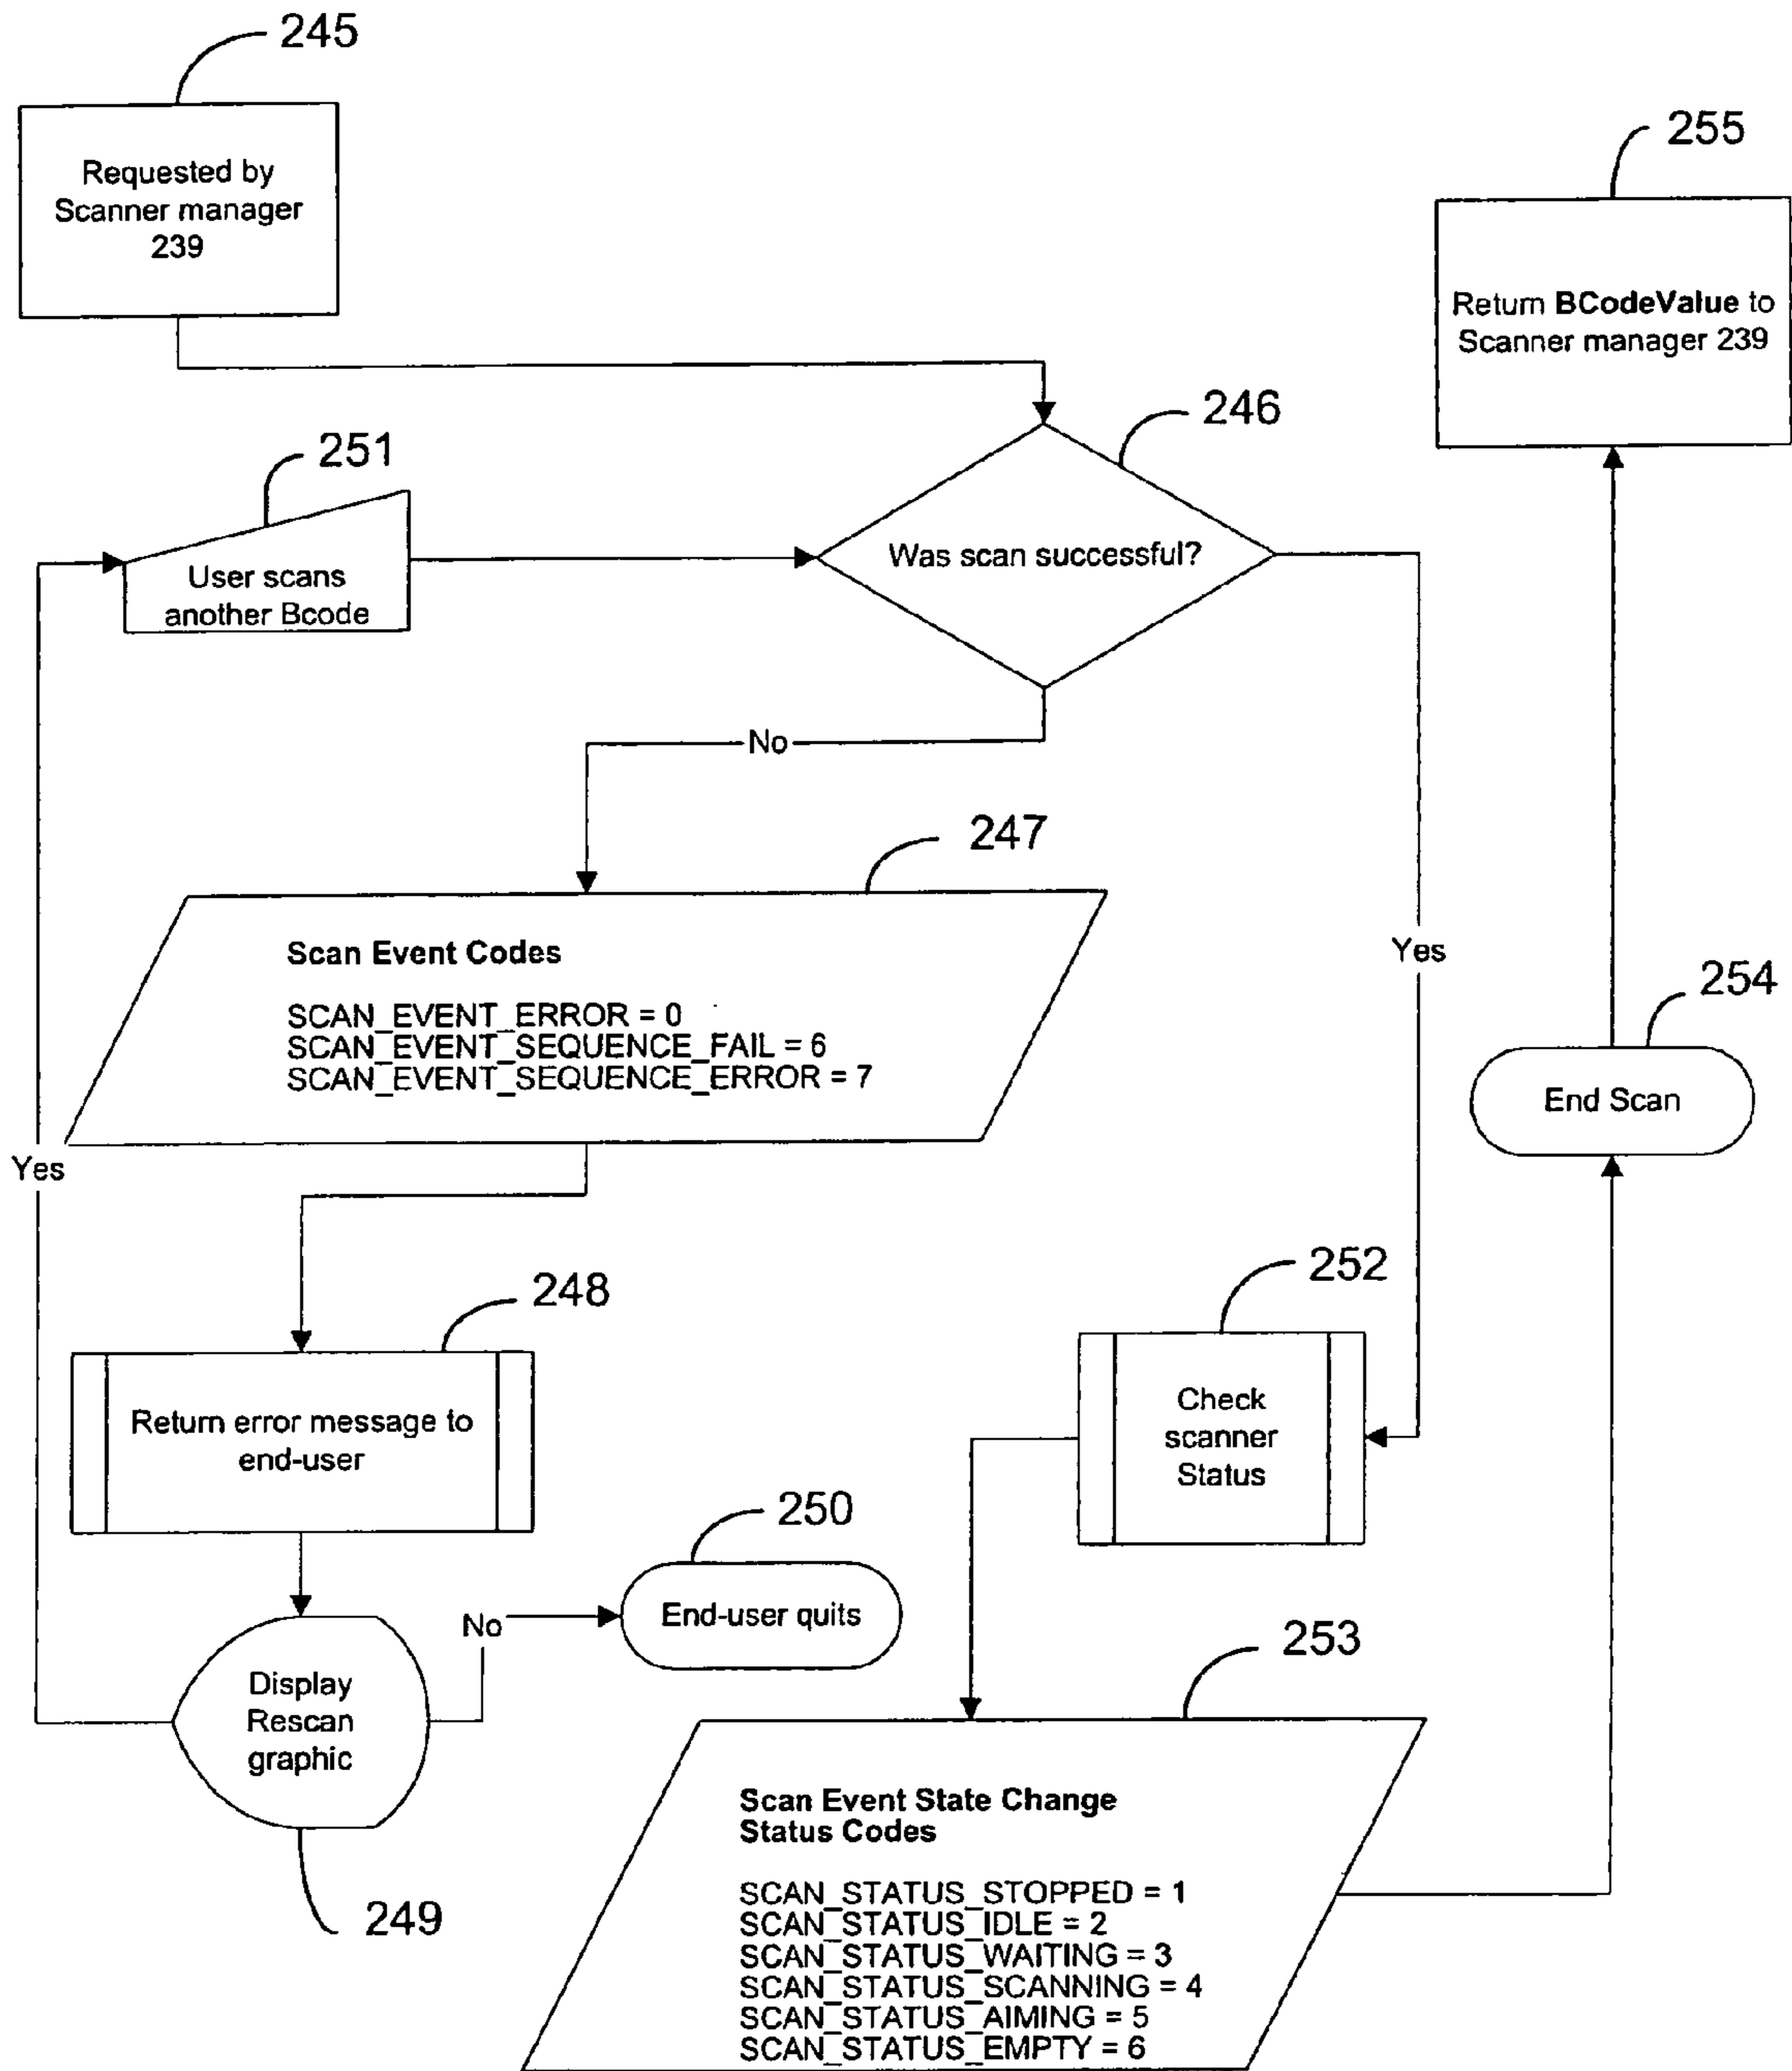 245
Requested by
Scanner manager
239
255
Return BCodeValue to
Scanner manager 239
246
Was scan successful?
251
User scans
another Bcode
No
Yes
247
Scan Event Codes
SCAN_EVENT_ERROR = 0
SCAN_EVENT_SEQUENCE_FAIL = 6
SCAN_EVENT_SEQUENCE_ERROR = 7
254
End Scan
Yes
248
Return error message to
end-user
252
Check
scanner
Status
250
End-user quits
No
Display
Rescan
graphic
249
253
Scan Event State Change
Status Codes
SCAN_STATUS_STOPPED = 1
SCAN_STATUS_IDLE = 2
SCAN_STATUS_WAITING = 3
SCAN_STATUS_SCANNING = 4
SCAN_STATUS_AIMING = 5
SCAN_STATUS_EMPTY = 6